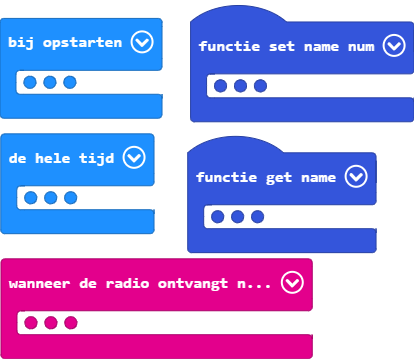 bij opstarten
functie set name num
de hele tijd
functie get name
wanneer de radio ontvangt n...